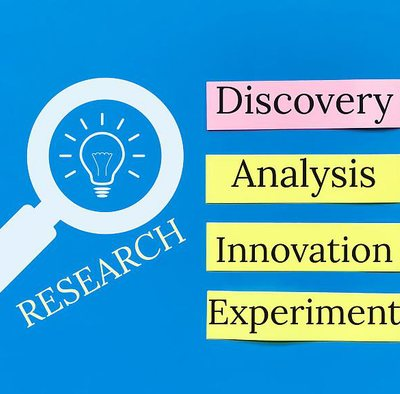 RESEARCH
Discovery
Analysis
Innovation
Experiment